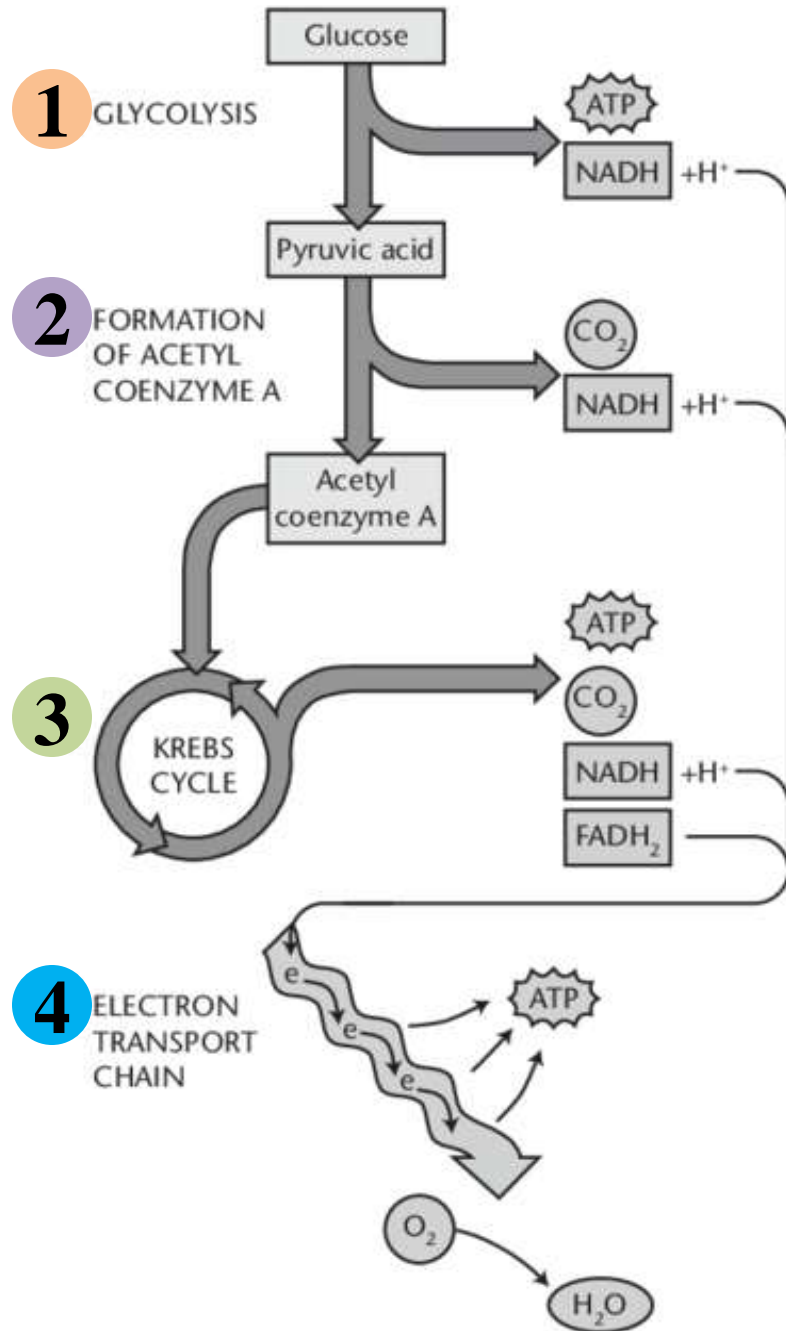 Glucose
1 GLYCOLYSIS
ATP
NADH +H⁺
Pyruvic acid
2 FORMATION
OF ACETYL
COENZYME A
CO₂
NADH +H⁺
Acetyl
coenzyme A
3
KREBS
CYCLE
ATP
CO₂
NADH +H⁺
FADH₂
4 ELECTRON
TRANSPORT
CHAIN
e
e
e
ATP
O₂
H₂O